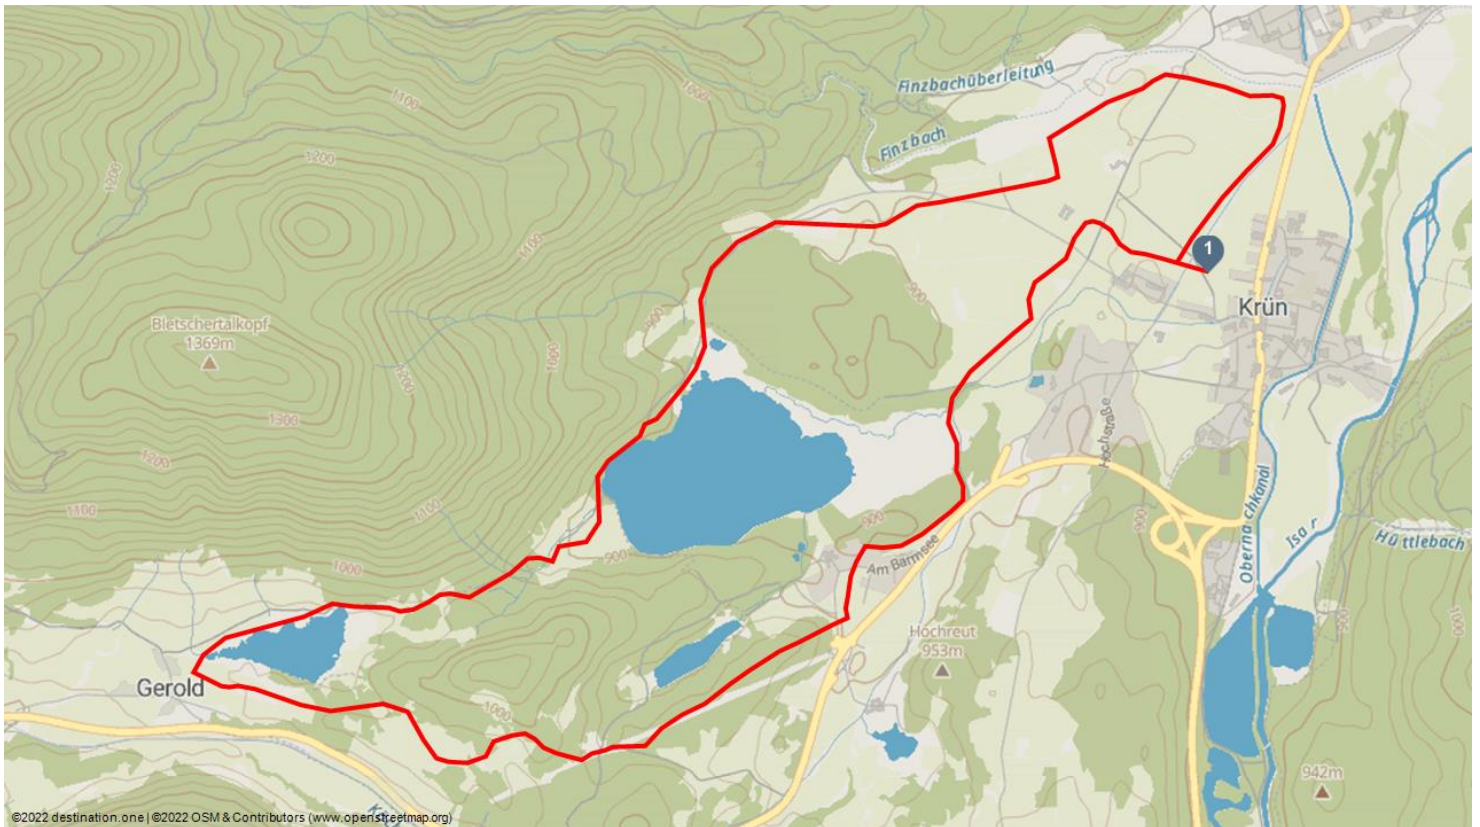 Finzbachüberleitung
1100
1000
Finzbach
1200
1200
1100
1
900
Krün
Bletschertalkopf
1369m
900
1000
1200
1300
Hochstraße
1200
1100
1100
900
900
Obernachkanal
Isar
Hüttlebach
900
1000
Am Barmsee
900
1000
Hochreut
953m
Gerold
1000
942m
©2022 destination.one | ©2022 OSM & Contributors (www.openstreetmap.org)